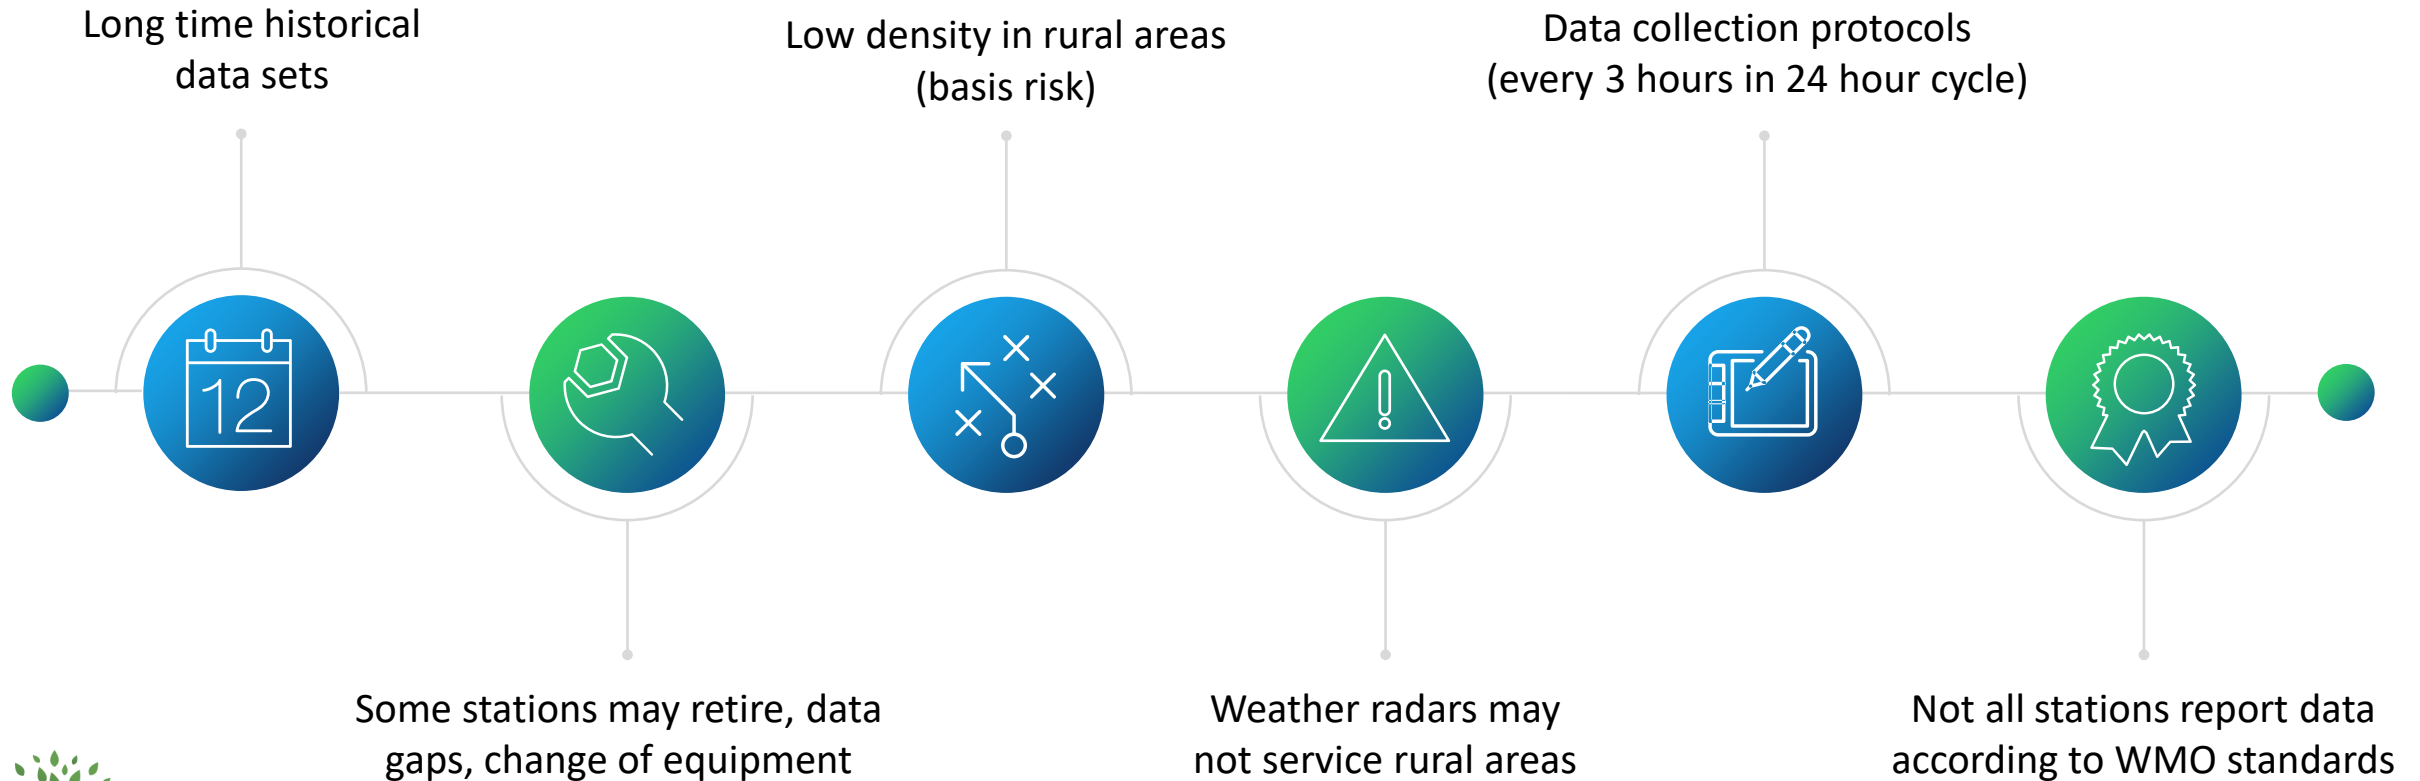 Long time historical
data sets
Low density in rural areas
(basis risk)
Data collection protocols
(every 3 hours in 24 hour cycle)
12
Some stations may retire, data
gaps, change of equipment
Weather radars may
not service rural areas
Not all stations report data
according to WMO standards